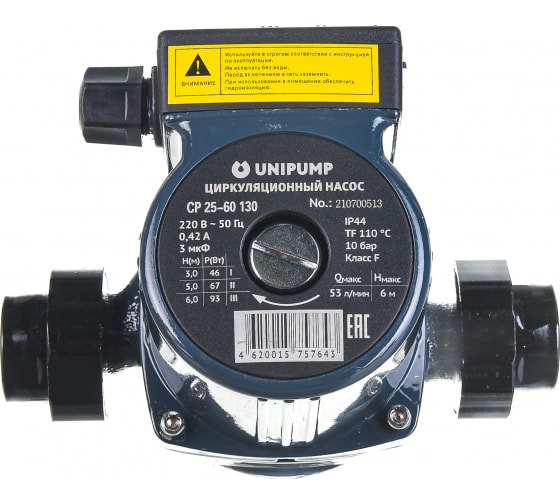 Используйте в строгом соответствии с инструкцией
по эксплуатации.
Не включать без воды.
Перед включением в сеть заземлить.
При использовании в помещении обеспечить
гидроизоляцию.
ВНИМАНИЕ
UNIPUMP
ЦИРКУЛЯЦИОННЫЙ НАСОС
CP 25-60 130
No.: 210700513
220 В ~ 50 Гц
IP44
0,42 А
TF 110 °C
3 мкФ
10 бар
Класс F
H(м) P(Вт)
3,0 46 I
5,0 67 II
6,0 93 III
Qмакс Hмакс
53 л/мин 6 м
4 620015 757643
EAC